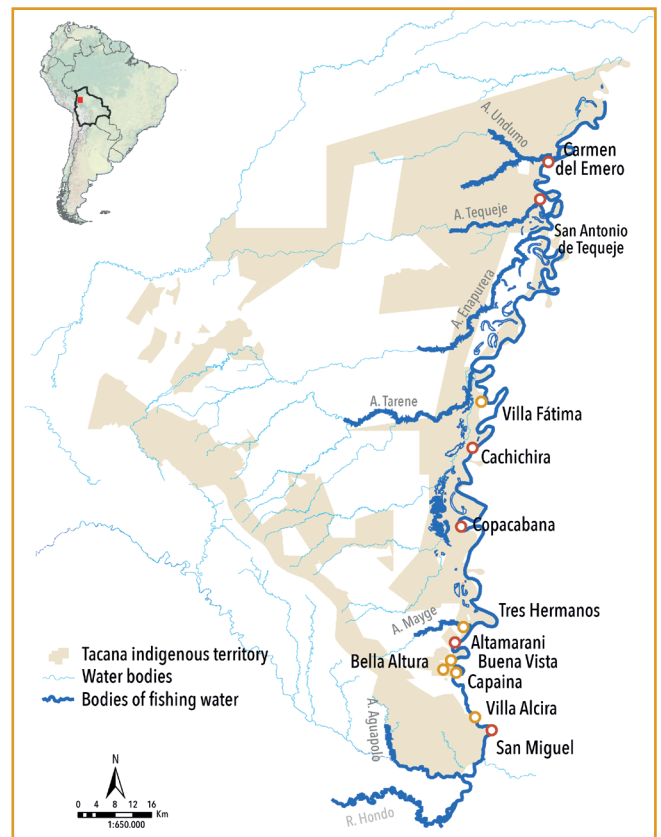 A. Undumo
Carmen
del Emero
A. Tequeje
San Antonio
de Tequeje
A. Enapurera
A. Tarene
Villa Fátima
Cachichira
Copacabana
Tres Hermanos
A. Mayge
Altamarani
Buena Vista
Bella Altura
Capaina
Villa Alcira
A. Aguapolo
San Miguel
R. Hondo
Tacana indigenous territory
Water bodies
Bodies of fishing water
N
0 4 8 12 16
Km
1:650.000